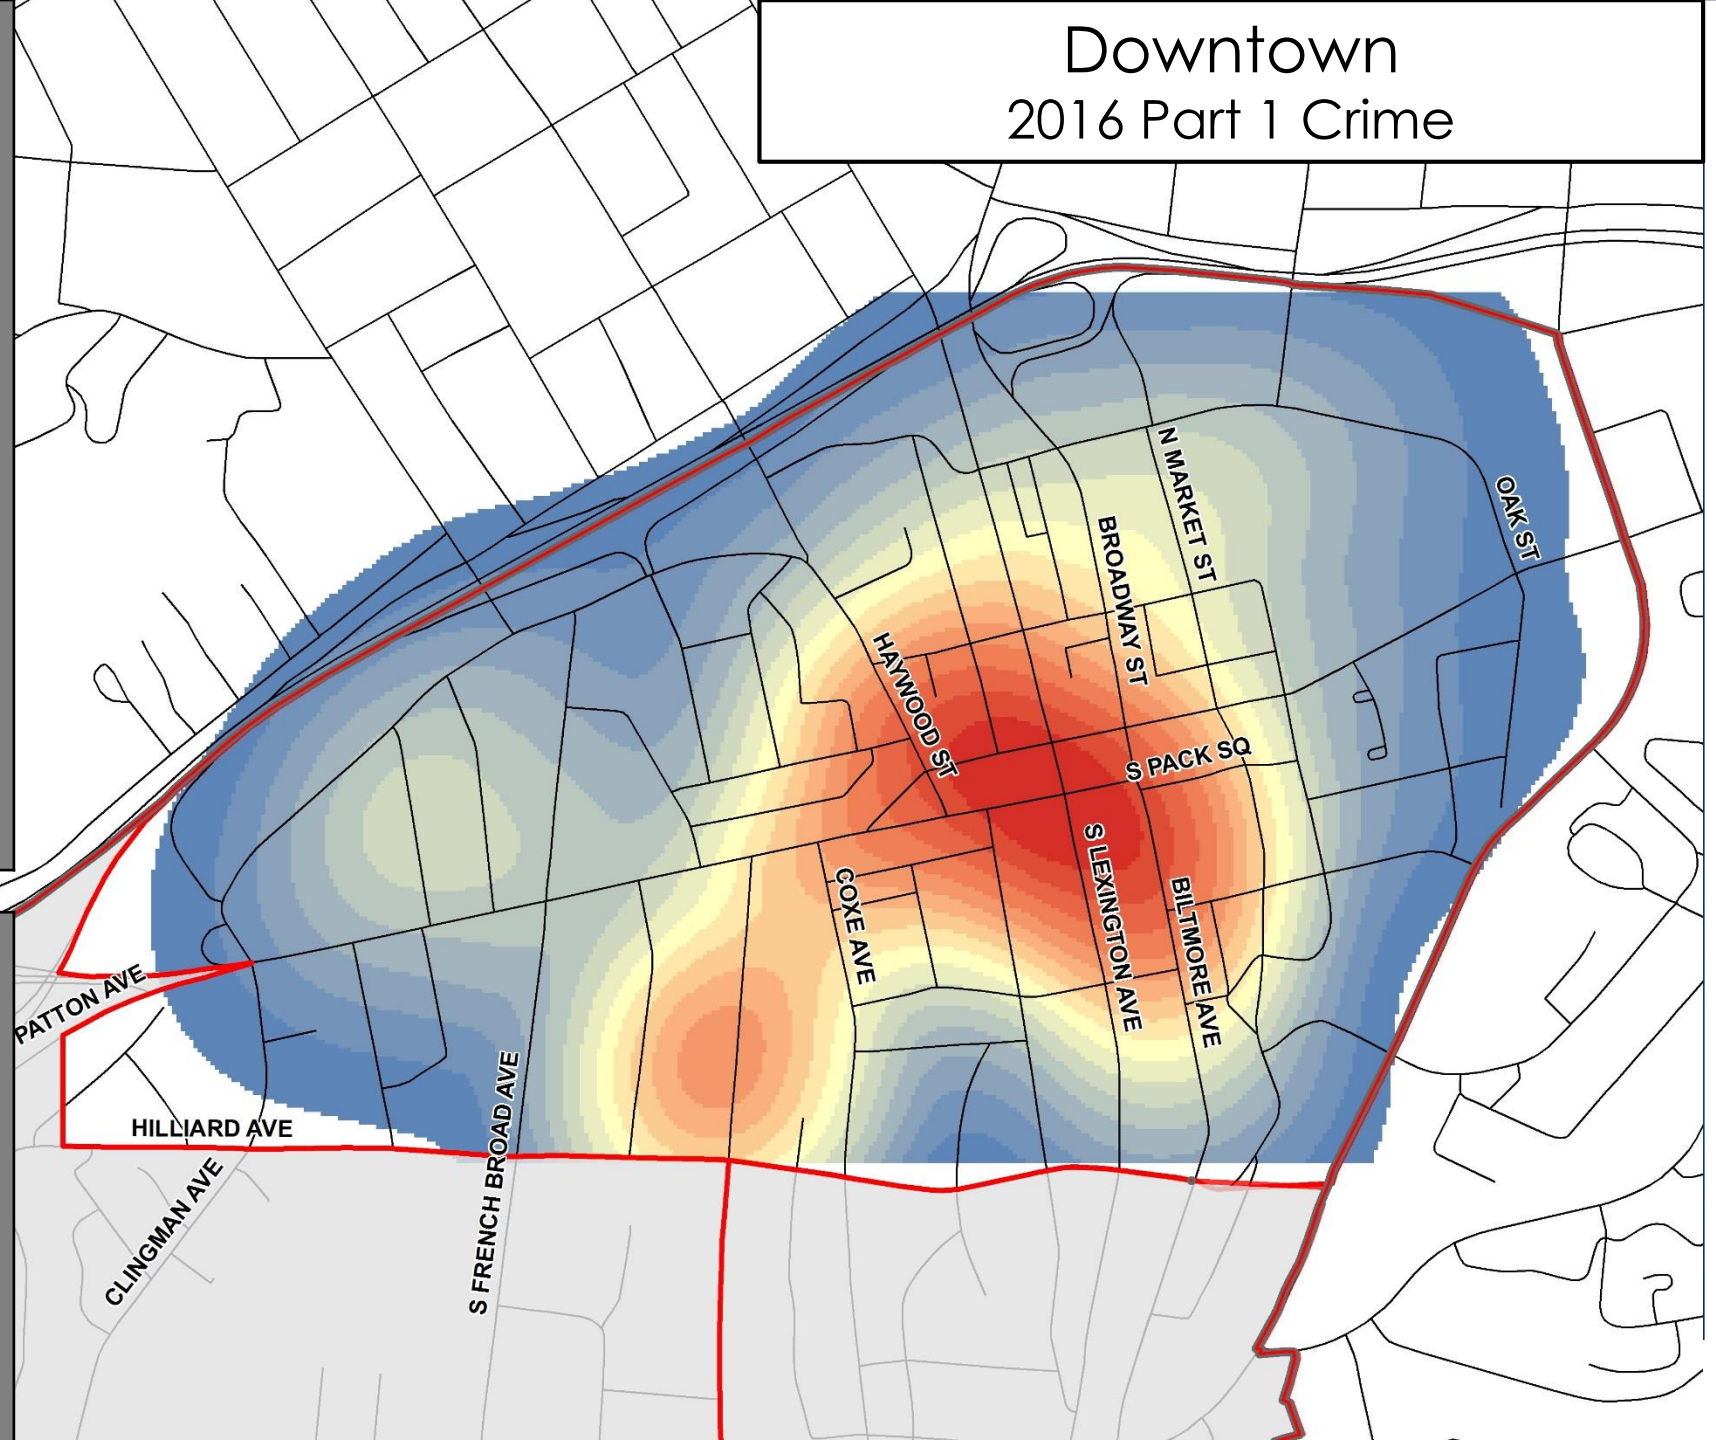 Downtown
2016 Part 1 Crime
N MARKET ST
OAK ST
BROADWAY ST
HAYWOOD ST
S PACK SQ
S LEXINGTON AVE
COXE AVE
BILTMORE AVE
PATTON AVE
S FRENCH BROAD AVE
HILLIARD AVE
CLINGMAN AVE